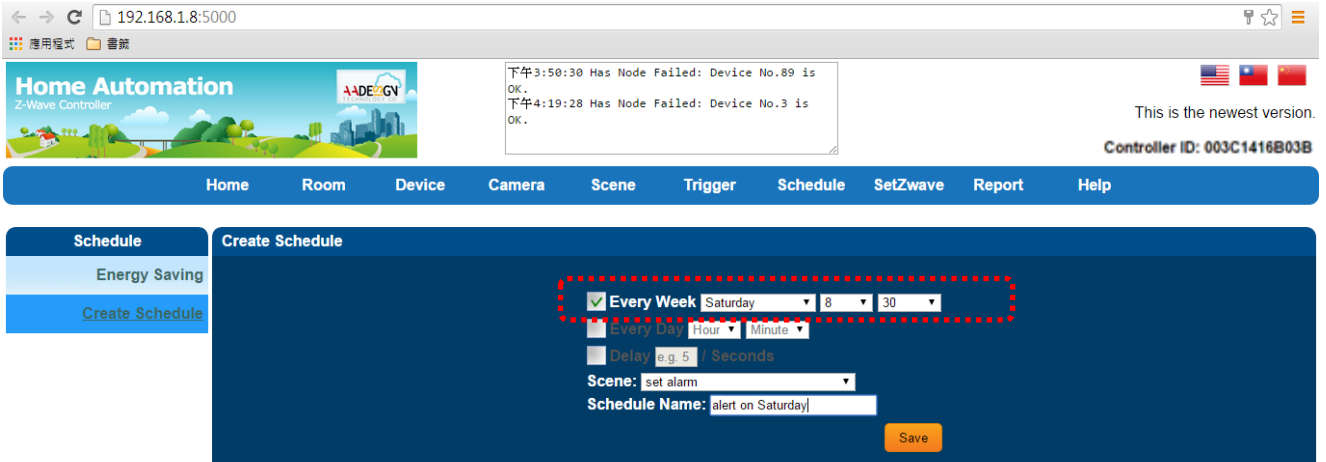 192.168.1.8:5000
應用程式 書籤
Home Automation
Z-Wave Controller
TECHNOLOGY CO.
下午3:50:30 Has Node Failed: Device No.89 is
OK.
下午4:19:28 Has Node Failed: Device No.3 is
OK.
This is the newest version.
Controller ID: 003C1416B03B
Home Room Device Camera Scene Trigger Schedule SetZwave Report Help
Schedule
Energy Saving
Create Schedule
Create Schedule
Every Week Saturday 8 30
Every Day Hour Minute
Delay e.g. 5 / Seconds
Scene: set alarm
Schedule Name: alert on Saturday
Save